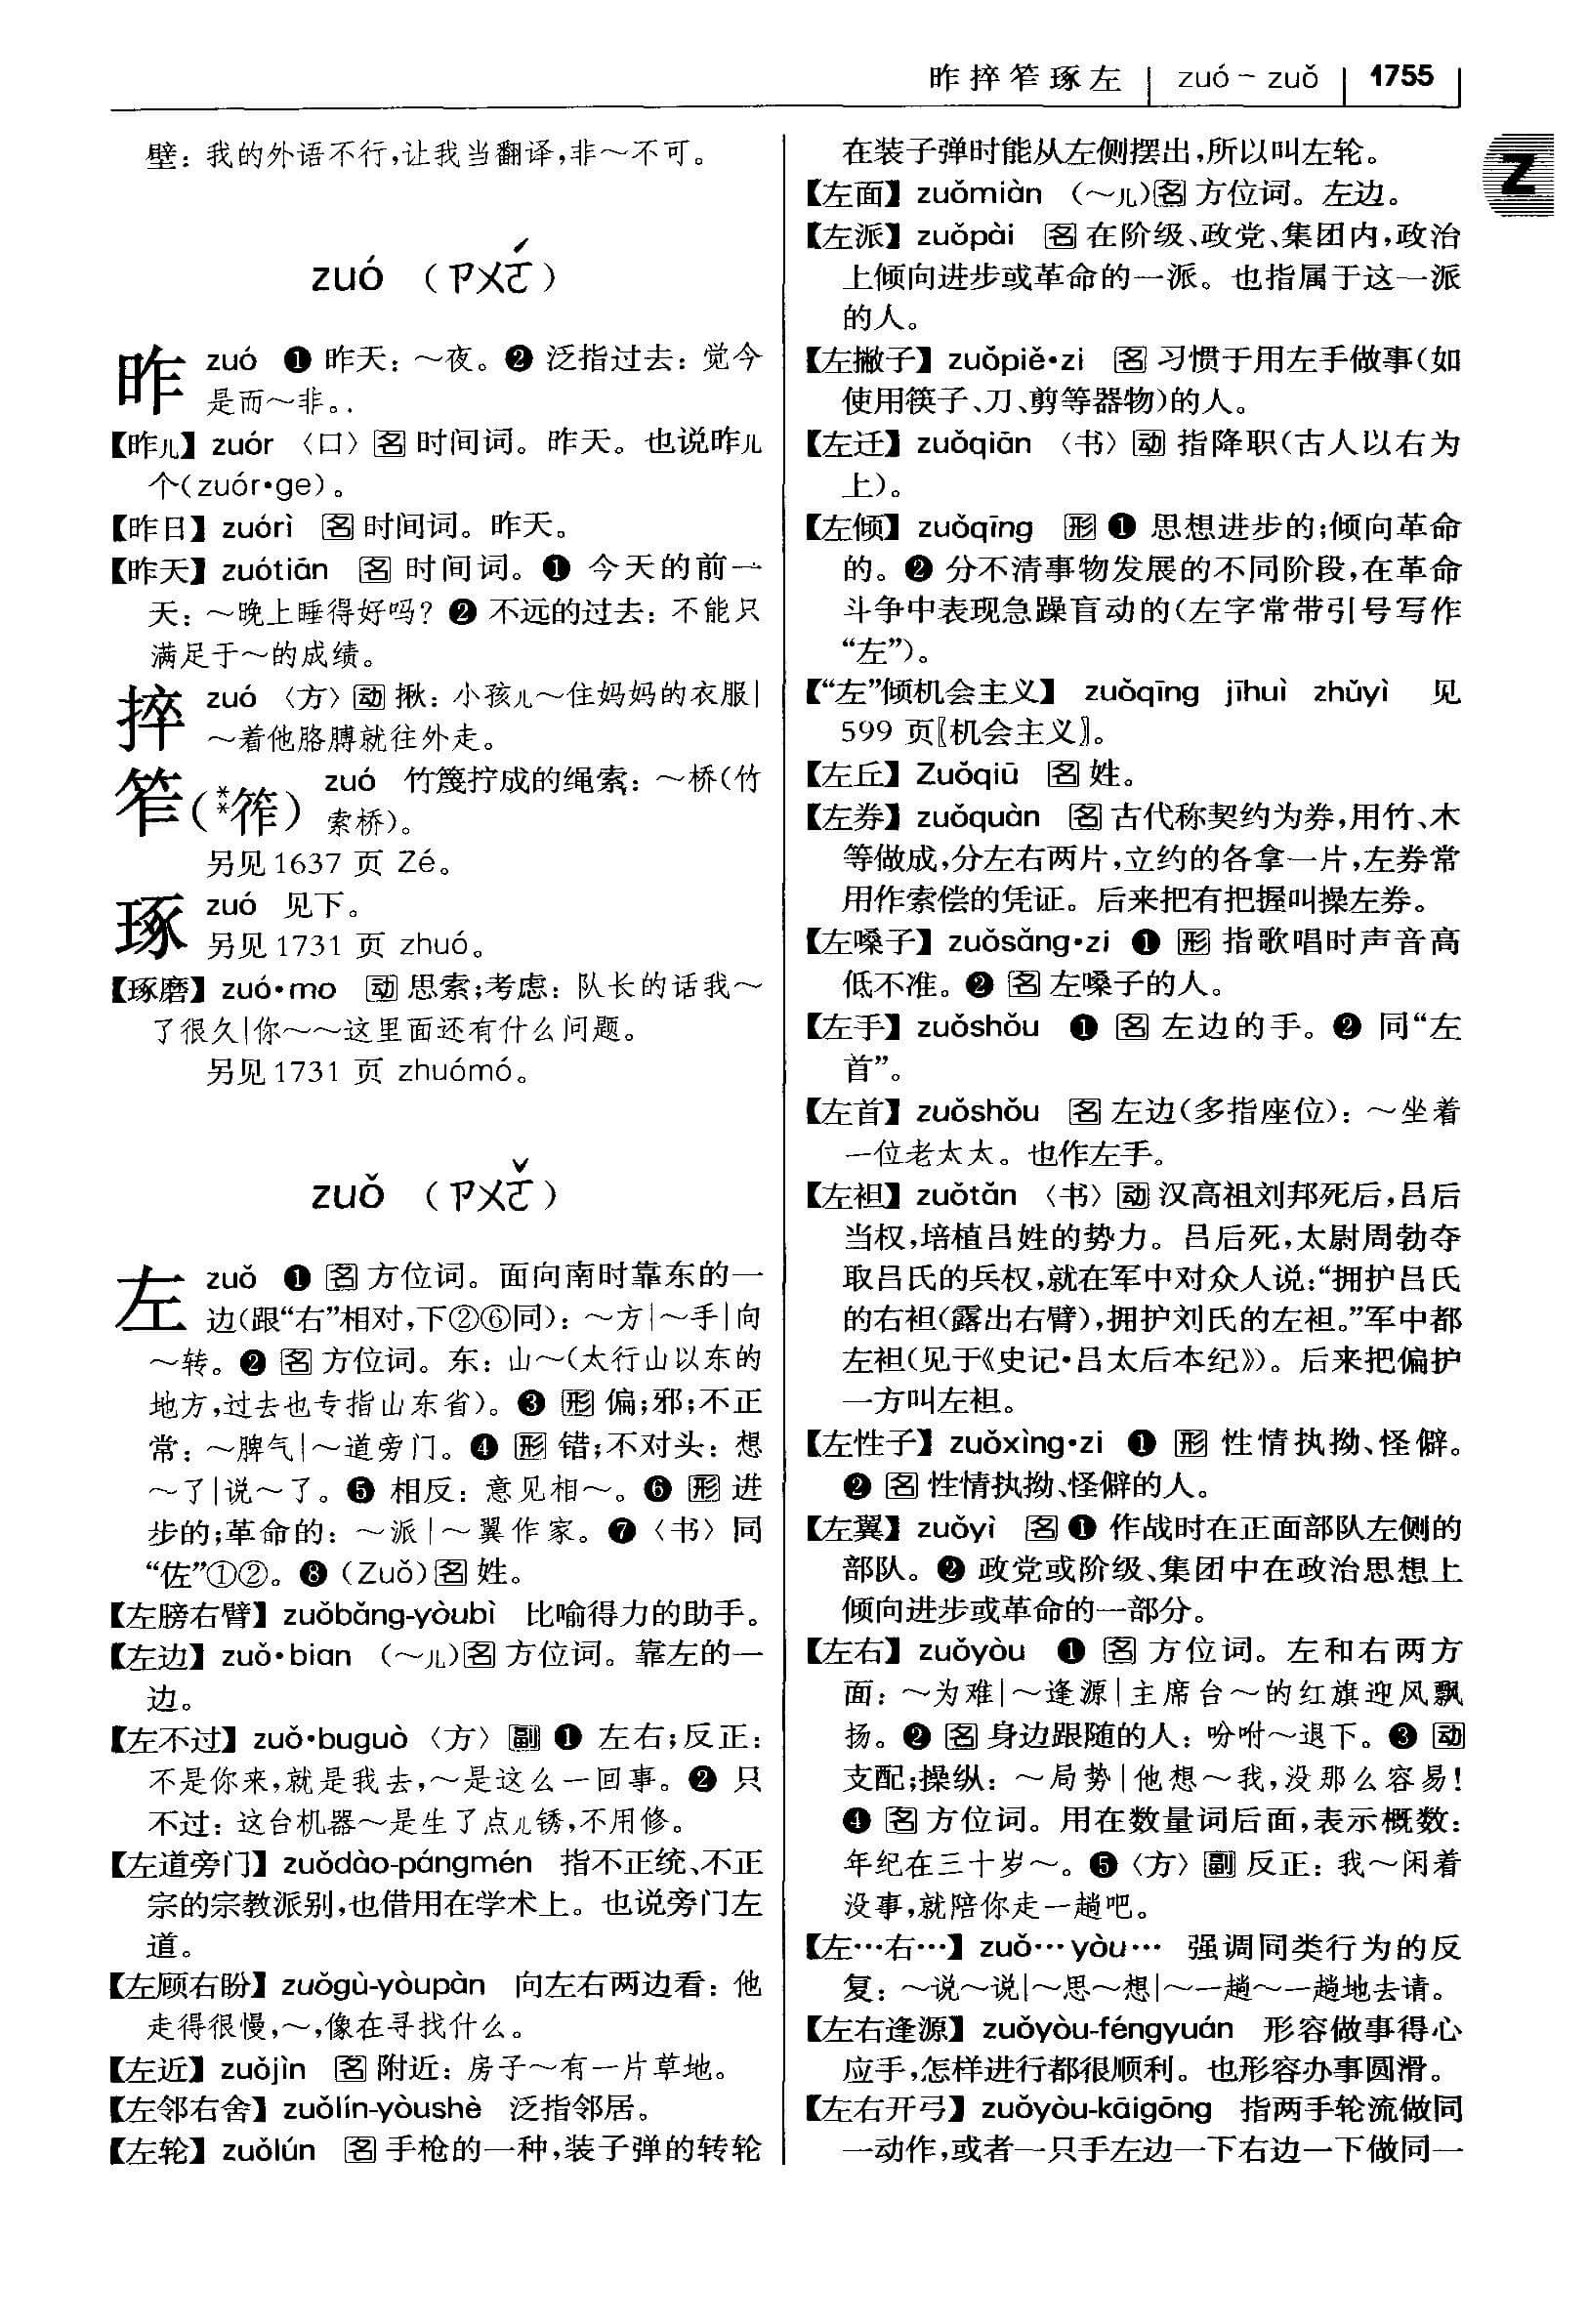 昨捽笮琢左 | zuó ~ zuǒ | 1755
Z
壁：我的外语不行，让我当翻译，非～不可。
zuó （ㄗㄨㄛˊ）
昨 zuó ❶ 昨天：～夜。❷ 泛指过去：觉今
是而～非。
【昨儿】zuór 〈口〉名 时间词。昨天。也说昨儿
个（zuór•ge）。
【昨日】zuórì 名 时间词。昨天。
【昨天】zuótiān 名 时间词。❶ 今天的前一
天：～晚上睡得好吗？❷ 不远的过去：不能只
满足于～的成绩。
捽 zuó 〈方〉动 揪：小孩儿～住妈妈的衣服|
～着他胳膊就往外走。
笮（**筰） zuó 竹篾拧成的绳索：～桥（竹
索桥）。
另见1637 页 Zé。
琢 zuó 见下。
另见1731 页 zhuó。
【琢磨】zuó•mo 动 思索；考虑：队长的话我～
了很久|你～～这里面还有什么问题。
另见1731 页 zhuómó。
zuǒ （ㄗㄨㄛˇ）
左 zuǒ ❶ 名 方位词。面向南时靠东的一
边（跟“右”相对，下②⑥同）：～方|～手|向
～转。❷ 名 方位词。东：山～（太行山以东的
地方，过去也专指山东省）。❸ 形 偏；邪；不正
常：～脾气|～道旁门。❹ 形 错；不对头：想
～了|说～了。❺ 相反：意见相～。❻ 形 进
步的；革命的：～派|～翼作家。❼〈书〉同
“佐”①②。❽（Zuǒ）名 姓。
【左膀右臂】zuǒbǎng-yòubì 比喻得力的助手。
【左边】zuǒ•bian （～儿）名 方位词。靠左的一
边。
【左不过】zuǒ•buguò〈方〉副 ❶ 左右；反正：
不是你来，就是我去，～是这么一回事。❷ 只
不过：这台机器～是生了点儿锈，不用修。
【左道旁门】zuǒdào-pángmén 指不正统、不正
宗的宗教派别，也借用在学术上。也说旁门左
道。
【左顾右盼】zuǒgù-yòupàn 向左右两边看：他
走得很慢，～，像在寻找什么。
【左近】zuǒjìn 名 附近：房子～有一片草地。
【左邻右舍】zuǒlín-yòushè 泛指邻居。
【左轮】zuǒlún 名 手枪的一种，装子弹的转轮
在装子弹时能从左侧摆出，所以叫左轮。
【左面】zuǒmiàn （～儿）名 方位词。左边。
【左派】zuǒpài 名 在阶级、政党、集团内，政治
上倾向进步或革命的一派。也指属于这一派
的人。
【左撇子】zuǒpiě•zi 名 习惯于用左手做事（如
使用筷子、刀、剪等器物）的人。
【左迁】zuǒqiān 〈书〉动 指降职（古人以右为
上）。
【左倾】zuǒqīng 形 ❶ 思想进步的；倾向革命
的。❷ 分不清事物发展的不同阶段，在革命
斗争中表现急躁盲动的（左字常带引号写作
“左”）。
【“左”倾机会主义】 zuǒqīng jīhuì zhǔyì 见
599 页〖机会主义〗。
【左丘】Zuǒqiū 名 姓。
【左券】zuǒquàn 名 古代称契约为券，用竹、木
等做成，分左右两片，立约的各拿一片，左券常
用作索偿的凭证。后来把有把握叫操左券。
【左嗓子】zuǒsǎng•zi ❶ 形 指歌唱时声音高
低不准。❷ 名 左嗓子的人。
【左手】zuǒshǒu ❶ 名 左边的手。❷ 同“左
首”。
【左首】zuǒshǒu 名 左边（多指座位）：～坐着
一位老太太。也作左手。
【左袒】zuǒtǎn 〈书〉动 汉高祖刘邦死后，吕后
当权，培植吕姓的势力。吕后死，太尉周勃夺
取吕氏的兵权，就在军中对众人说：“拥护吕氏
的右袒（露出右臂），拥护刘氏的左袒。”军中都
左袒（见于《史记•吕太后本纪》）。后来把偏护
一方叫左袒。
【左性子】zuǒxìng•zi ❶ 形 性情执拗、怪僻。
❷ 名 性情执拗、怪僻的人。
【左翼】zuǒyì 名 ❶ 作战时在正面部队左侧的
部队。❷ 政党或阶级、集团中在政治思想上
倾向进步或革命的一部分。
【左右】zuǒyòu ❶ 名 方位词。左和右两方
面：～为难|～逢源|主席台～的红旗迎风飘
扬。❷ 名 身边跟随的人：吩咐～退下。❸ 动
支配；操纵：～局势|他想～我，没那么容易！
❹ 名 方位词。用在数量词后面，表示概数：
年纪在三十岁～。❺〈方〉副 反正：我～闲着
没事，就陪你走一趟吧。
【左…右…】zuǒ…yòu… 强调同类行为的反
复：～说～说|～思～想|～一趟～一趟地去请。
【左右逢源】zuǒyòu-féngyuán 形容做事得心
应手，怎样进行都很顺利。也形容办事圆滑。
【左右开弓】zuǒyòu-kāigōng 指两手轮流做同
一动作，或者一只手左边一下右边一下做同一